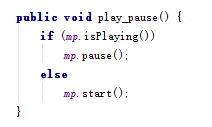 public void play_pause() {
    if (mp.isPlaying())
        mp.pause();
    else
        mp.start();
}